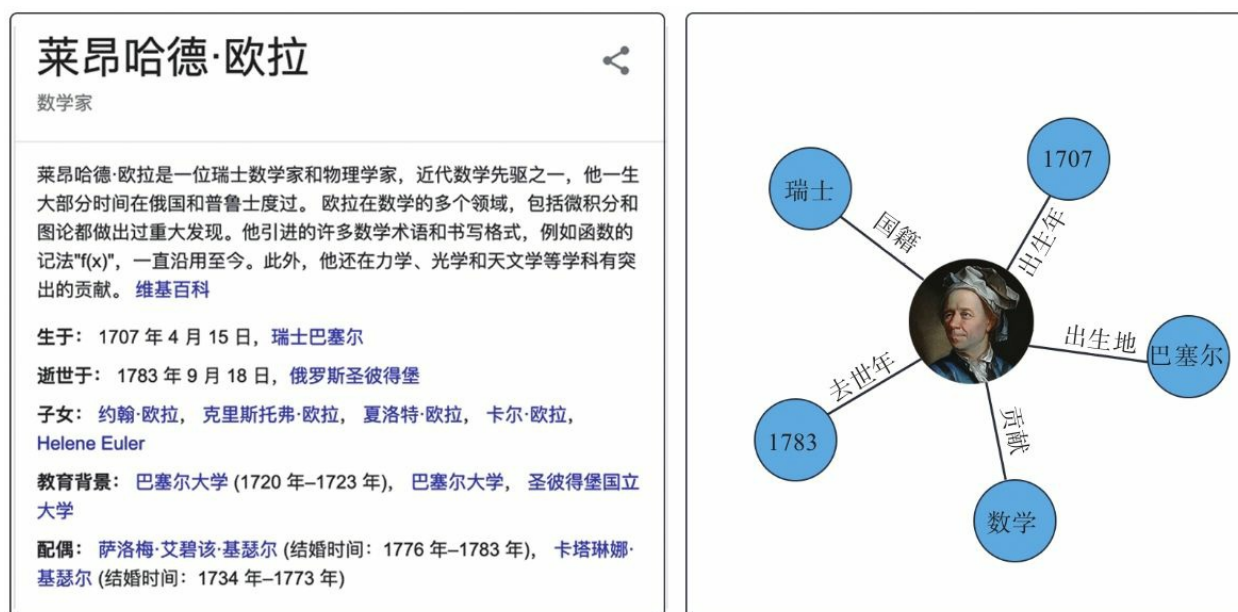 莱昂哈德·欧拉
数学家
莱昂哈德·欧拉是一位瑞士数学家和物理学家，近代数学先驱之一，他一生
大部分时间在俄国和普鲁士度过。 欧拉在数学的多个领域，包括微积分和
图论都做出过重大发现。他引进的许多数学术语和书写格式，例如函数的
记法"f(x)"，一直沿用至今。此外，他还在力学、光学和天文学等学科有突
出的贡献。 维基百科
生于： 1707 年 4 月 15 日，瑞士巴塞尔
逝世于： 1783 年 9 月 18 日，俄罗斯圣彼得堡
子女： 约翰·欧拉， 克里斯托弗·欧拉， 夏洛特·欧拉， 卡尔·欧拉，
Helene Euler
教育背景： 巴塞尔大学 (1720 年–1723 年)， 巴塞尔大学， 圣彼得堡国立
大学
配偶： 萨洛梅·艾碧该·基瑟尔 (结婚时间：1776 年–1783 年)， 卡塔琳娜·
基瑟尔 (结婚时间：1734 年–1773 年)
1707
瑞士
国籍
出生年
出生地
巴塞尔
去世年
1783
贡献
数学